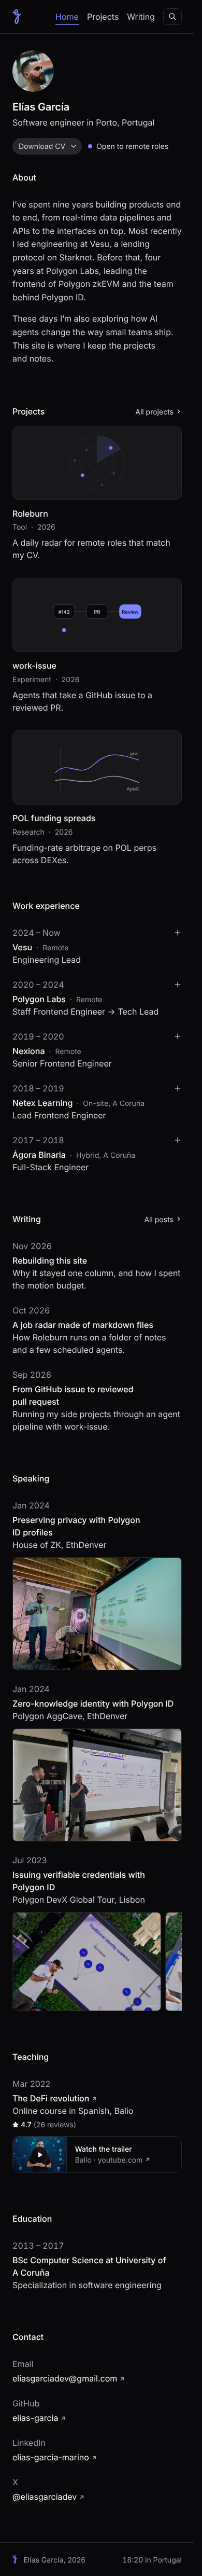 Home Projects Writing
Elías García
Software engineer in Porto, Portugal
Download CV
Open to remote roles
About
I've spent nine years building products end
to end, from real-time data pipelines and
APIs to the interfaces on top. Most recently
I led engineering at Vesu, a lending
protocol on Starknet. Before that, four
years at Polygon Labs, leading the
frontend of Polygon zkEVM and the team
behind Polygon ID.
These days I'm also exploring how AI
agents change the way small teams ship.
This site is where I keep the projects
and notes.
Projects
All projects
Roleburn
Tool · 2026
A daily radar for remote roles that match
my CV.
#142
PR
Review
work-issue
Experiment · 2026
Agents that take a GitHub issue to a
reviewed PR.
grvt
ApeX
POL funding spreads
Research · 2026
Funding-rate arbitrage on POL perps
across DEXes.
Work experience
2024 – Now
Vesu · Remote
Engineering Lead
2020 – 2024
Polygon Labs · Remote
Staff Frontend Engineer → Tech Lead
2019 – 2020
Nexiona · Remote
Senior Frontend Engineer
2018 – 2019
Netex Learning · On-site, A Coruña
Lead Frontend Engineer
2017 – 2018
Ágora Binaria · Hybrid, A Coruña
Full-Stack Engineer
Writing
All posts
Nov 2026
Rebuilding this site
Why it stayed one column, and how I spent
the motion budget.
Oct 2026
A job radar made of markdown files
How Roleburn runs on a folder of notes
and a few scheduled agents.
Sep 2026
From GitHub issue to reviewed
pull request
Running my side projects through an agent
pipeline with work-issue.
Speaking
Jan 2024
Preserving privacy with Polygon
ID profiles
House of ZK, EthDenver
Jan 2024
Zero-knowledge identity with Polygon ID
Polygon AggCave, EthDenver
Jul 2023
Issuing verifiable credentials with
Polygon ID
Polygon DevX Global Tour, Lisbon
Teaching
Mar 2022
The DeFi revolution ↗
Online course in Spanish, Balio
★ 4.7 (26 reviews)
Watch the trailer
Balio · youtube.com ↗
Education
2013 – 2017
BSc Computer Science at University of
A Coruña
Specialization in software engineering
Contact
Email
eliasgarciadev@gmail.com ↗
GitHub
elias-garcia ↗
LinkedIn
elias-garcia-marino ↗
X
@eliasgarciadev ↗
Elías García, 2026
18:20 in Portugal